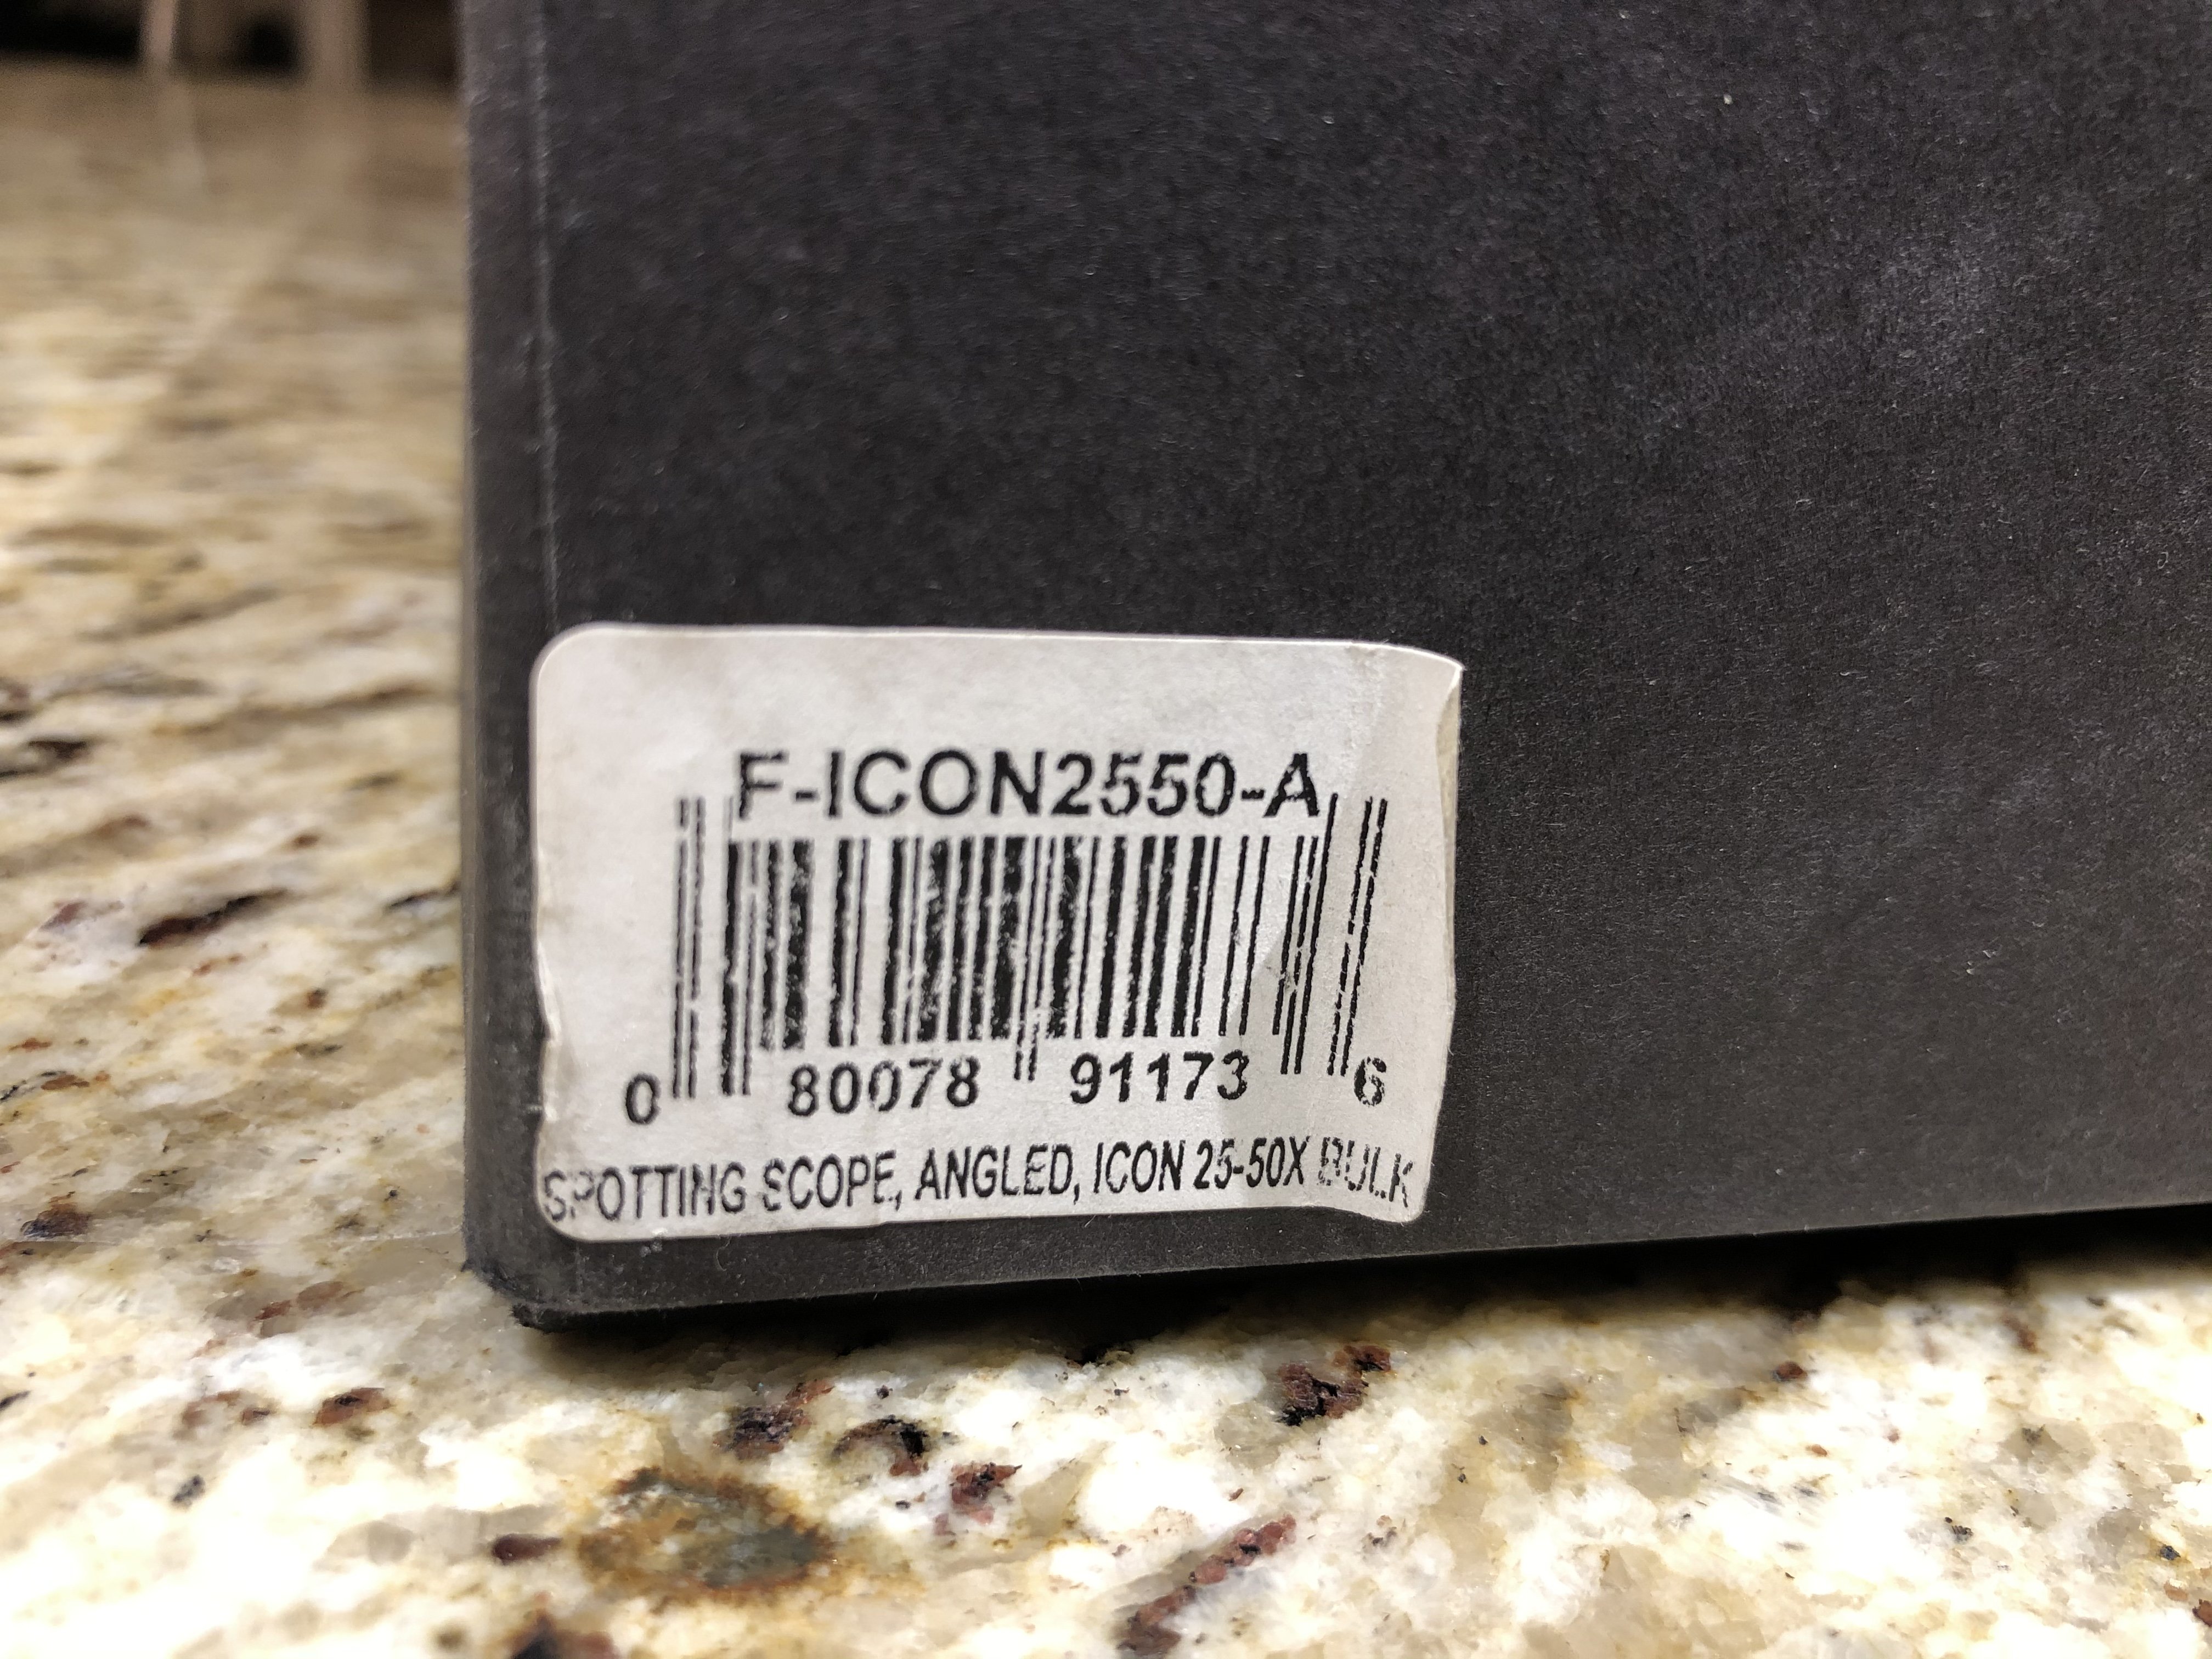 F-ICON2550-A
0 80078 91173 6
SPOTTING SCOPE, ANGLED, ICON 25-50X BULK